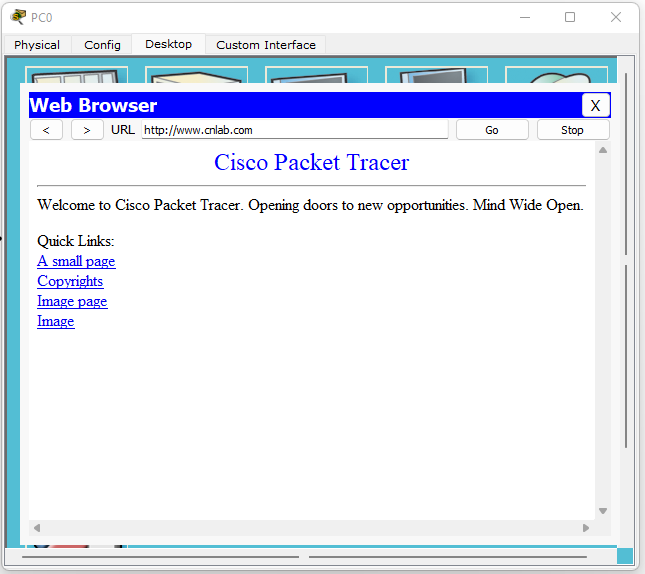 PC0
Physical Config Desktop Custom Interface
Web Browser X
< > URL http://www.cnlab.com Go Stop
Cisco Packet Tracer
Welcome to Cisco Packet Tracer. Opening doors to new opportunities. Mind Wide Open.
Quick Links:
A small page
Copyrights
Image page
Image